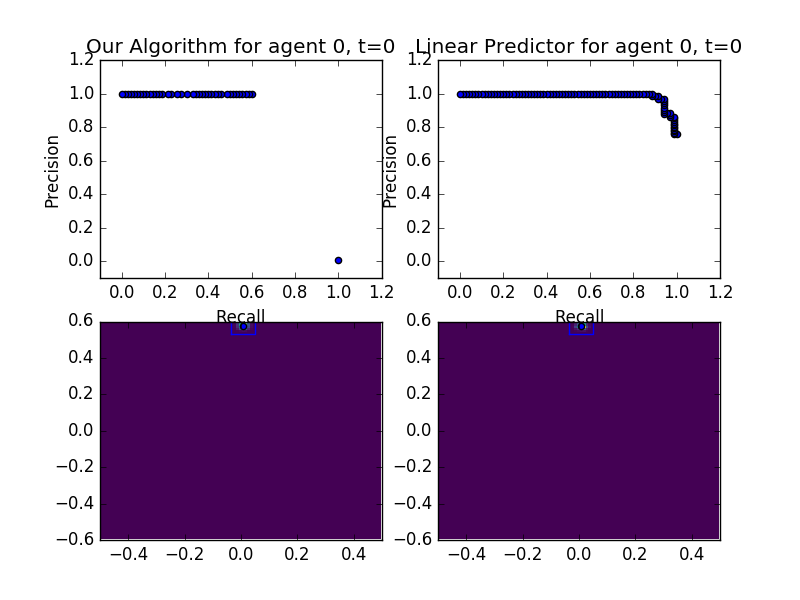 Our Algorithm for agent 0, t=0
Linear Predictor for agent 0, t=0
1.2
1.0
0.8
0.6
0.4
0.2
0.0
Precision
0.0 0.2 0.4 0.6 0.8 1.0 1.2
Recall
1.2
1.0
0.8
0.6
0.4
0.2
0.0
Precision
0.0 0.2 0.4 0.6 0.8 1.0 1.2
Recall
0.6
0.4
0.2
0.0
−0.2
−0.4
−0.6
−0.4 −0.2 0.0 0.2 0.4
0.6
0.4
0.2
0.0
−0.2
−0.4
−0.6
−0.4 −0.2 0.0 0.2 0.4